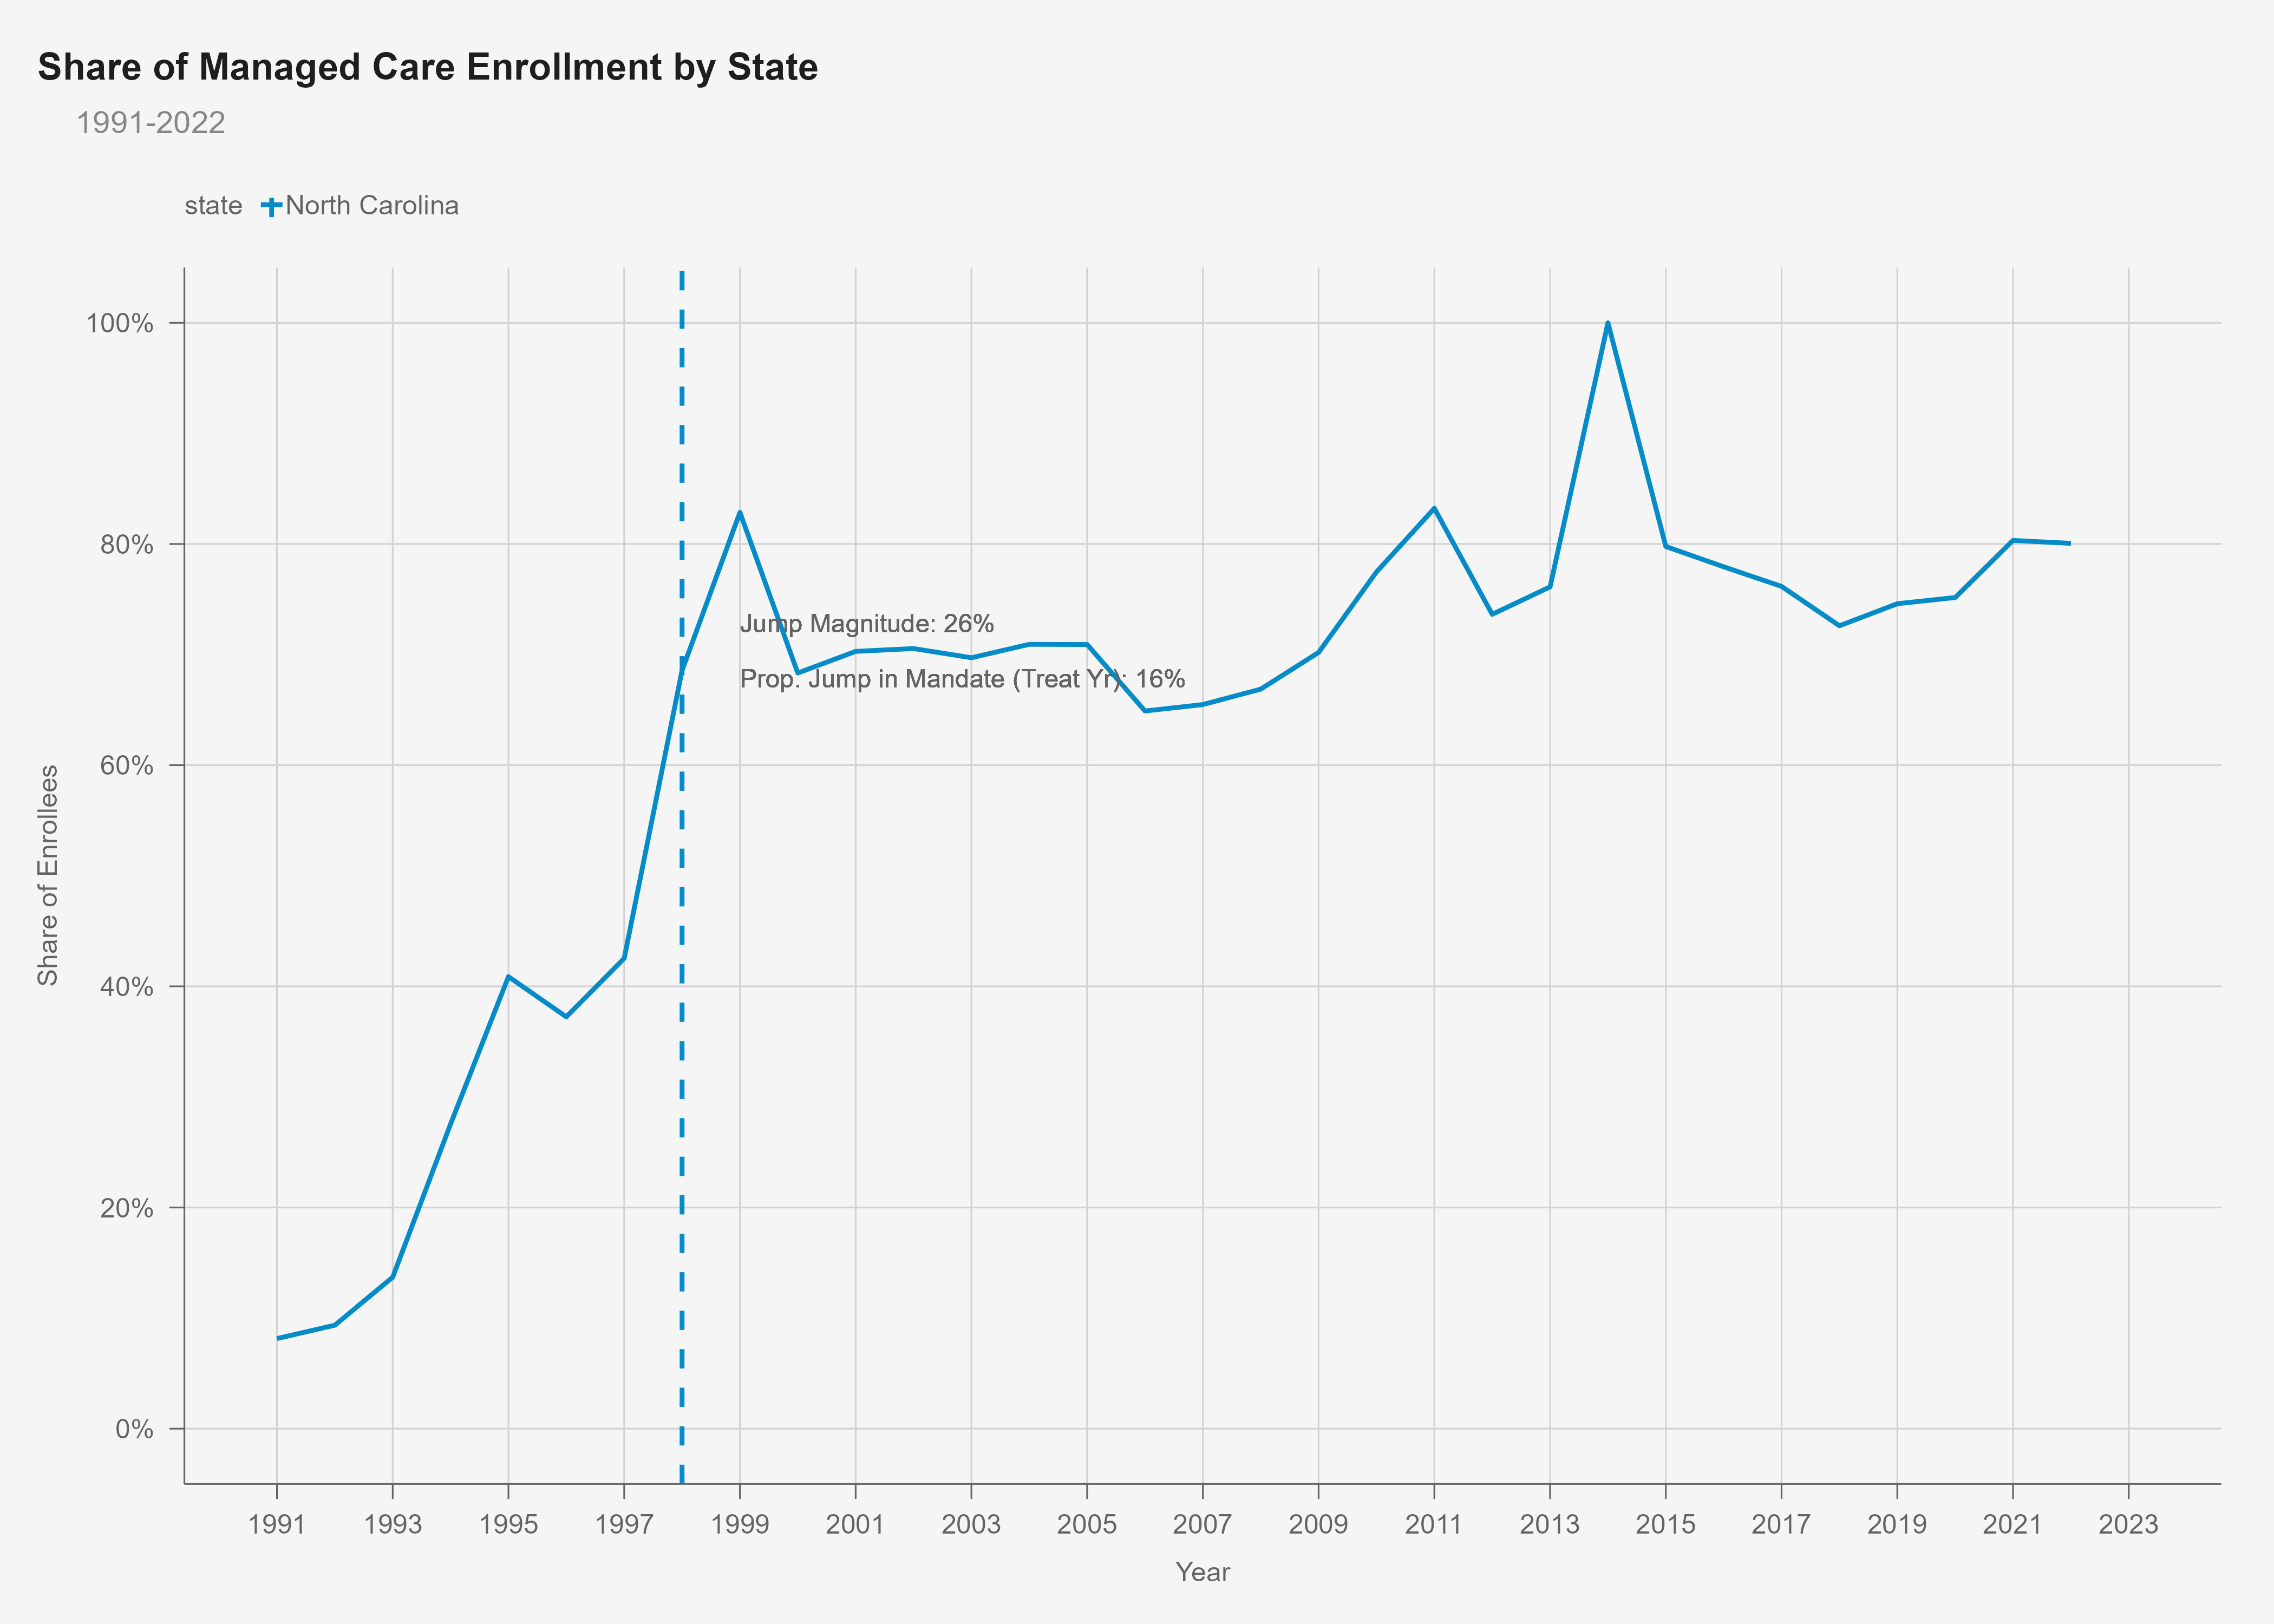 Share of Managed Care Enrollment by State
1991-2022
state North Carolina
100%
80%
60%
40%
20%
0%
Share of Enrollees
Jump Magnitude: 26%
Prop. Jump in Mandate (Treat Yr): 16%
1991 1993 1995 1997 1999 2001 2003 2005 2007 2009 2011 2013 2015 2017 2019 2021 2023
Year